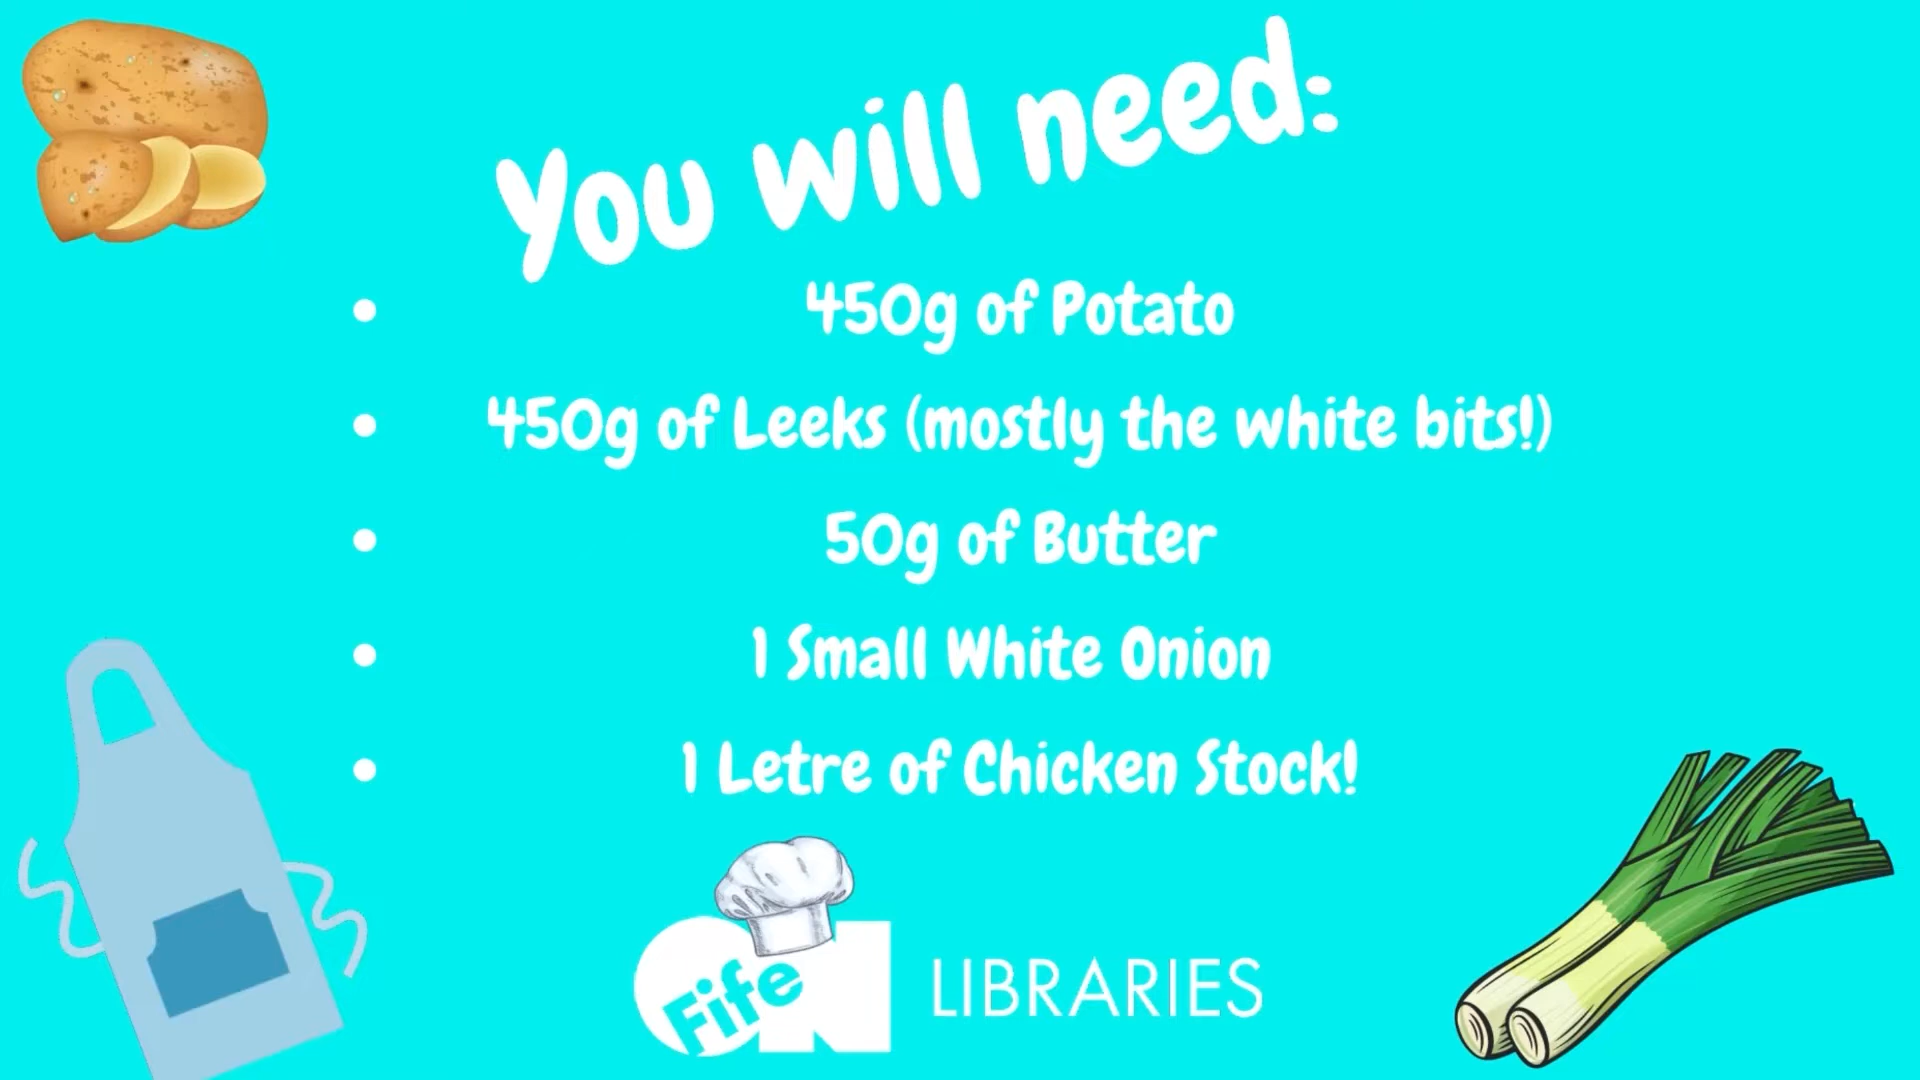 You will need:
450g of Potato
450g of Leeks (mostly the white bits!)
50g of Butter
1 Small White Onion
1 Letre of Chicken Stock!
Fife ON LIBRARIES